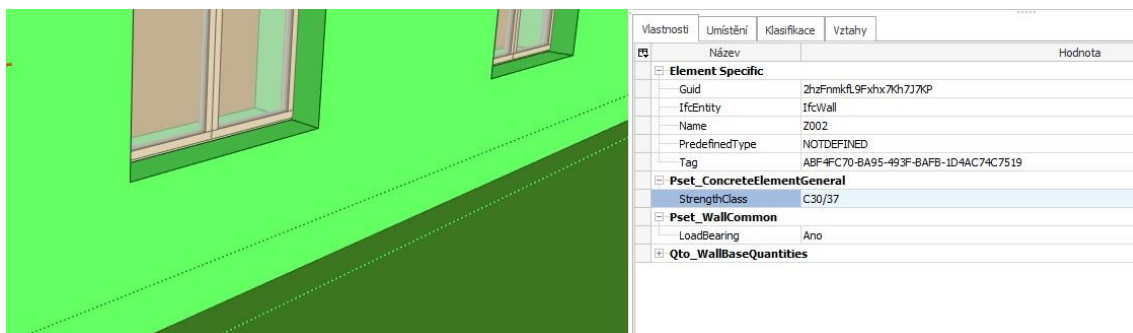 Vlastnosti Umístění Klasifikace Vztahy
Název Hodnota
Element Specific
Guid 2hzFnmkfL9Fxhx7Kh7J7KP
IfcEntity IfcWall
Name Z002
PredefinedType NOTDEFINED
Tag ABF4FC70-BA95-493F-BAFB-1D4AC74C7519
Pset_ConcreteElementGeneral
StrengthClass C30/37
Pset_WallCommon
LoadBearing Ano
Qto_WallBaseQuantities